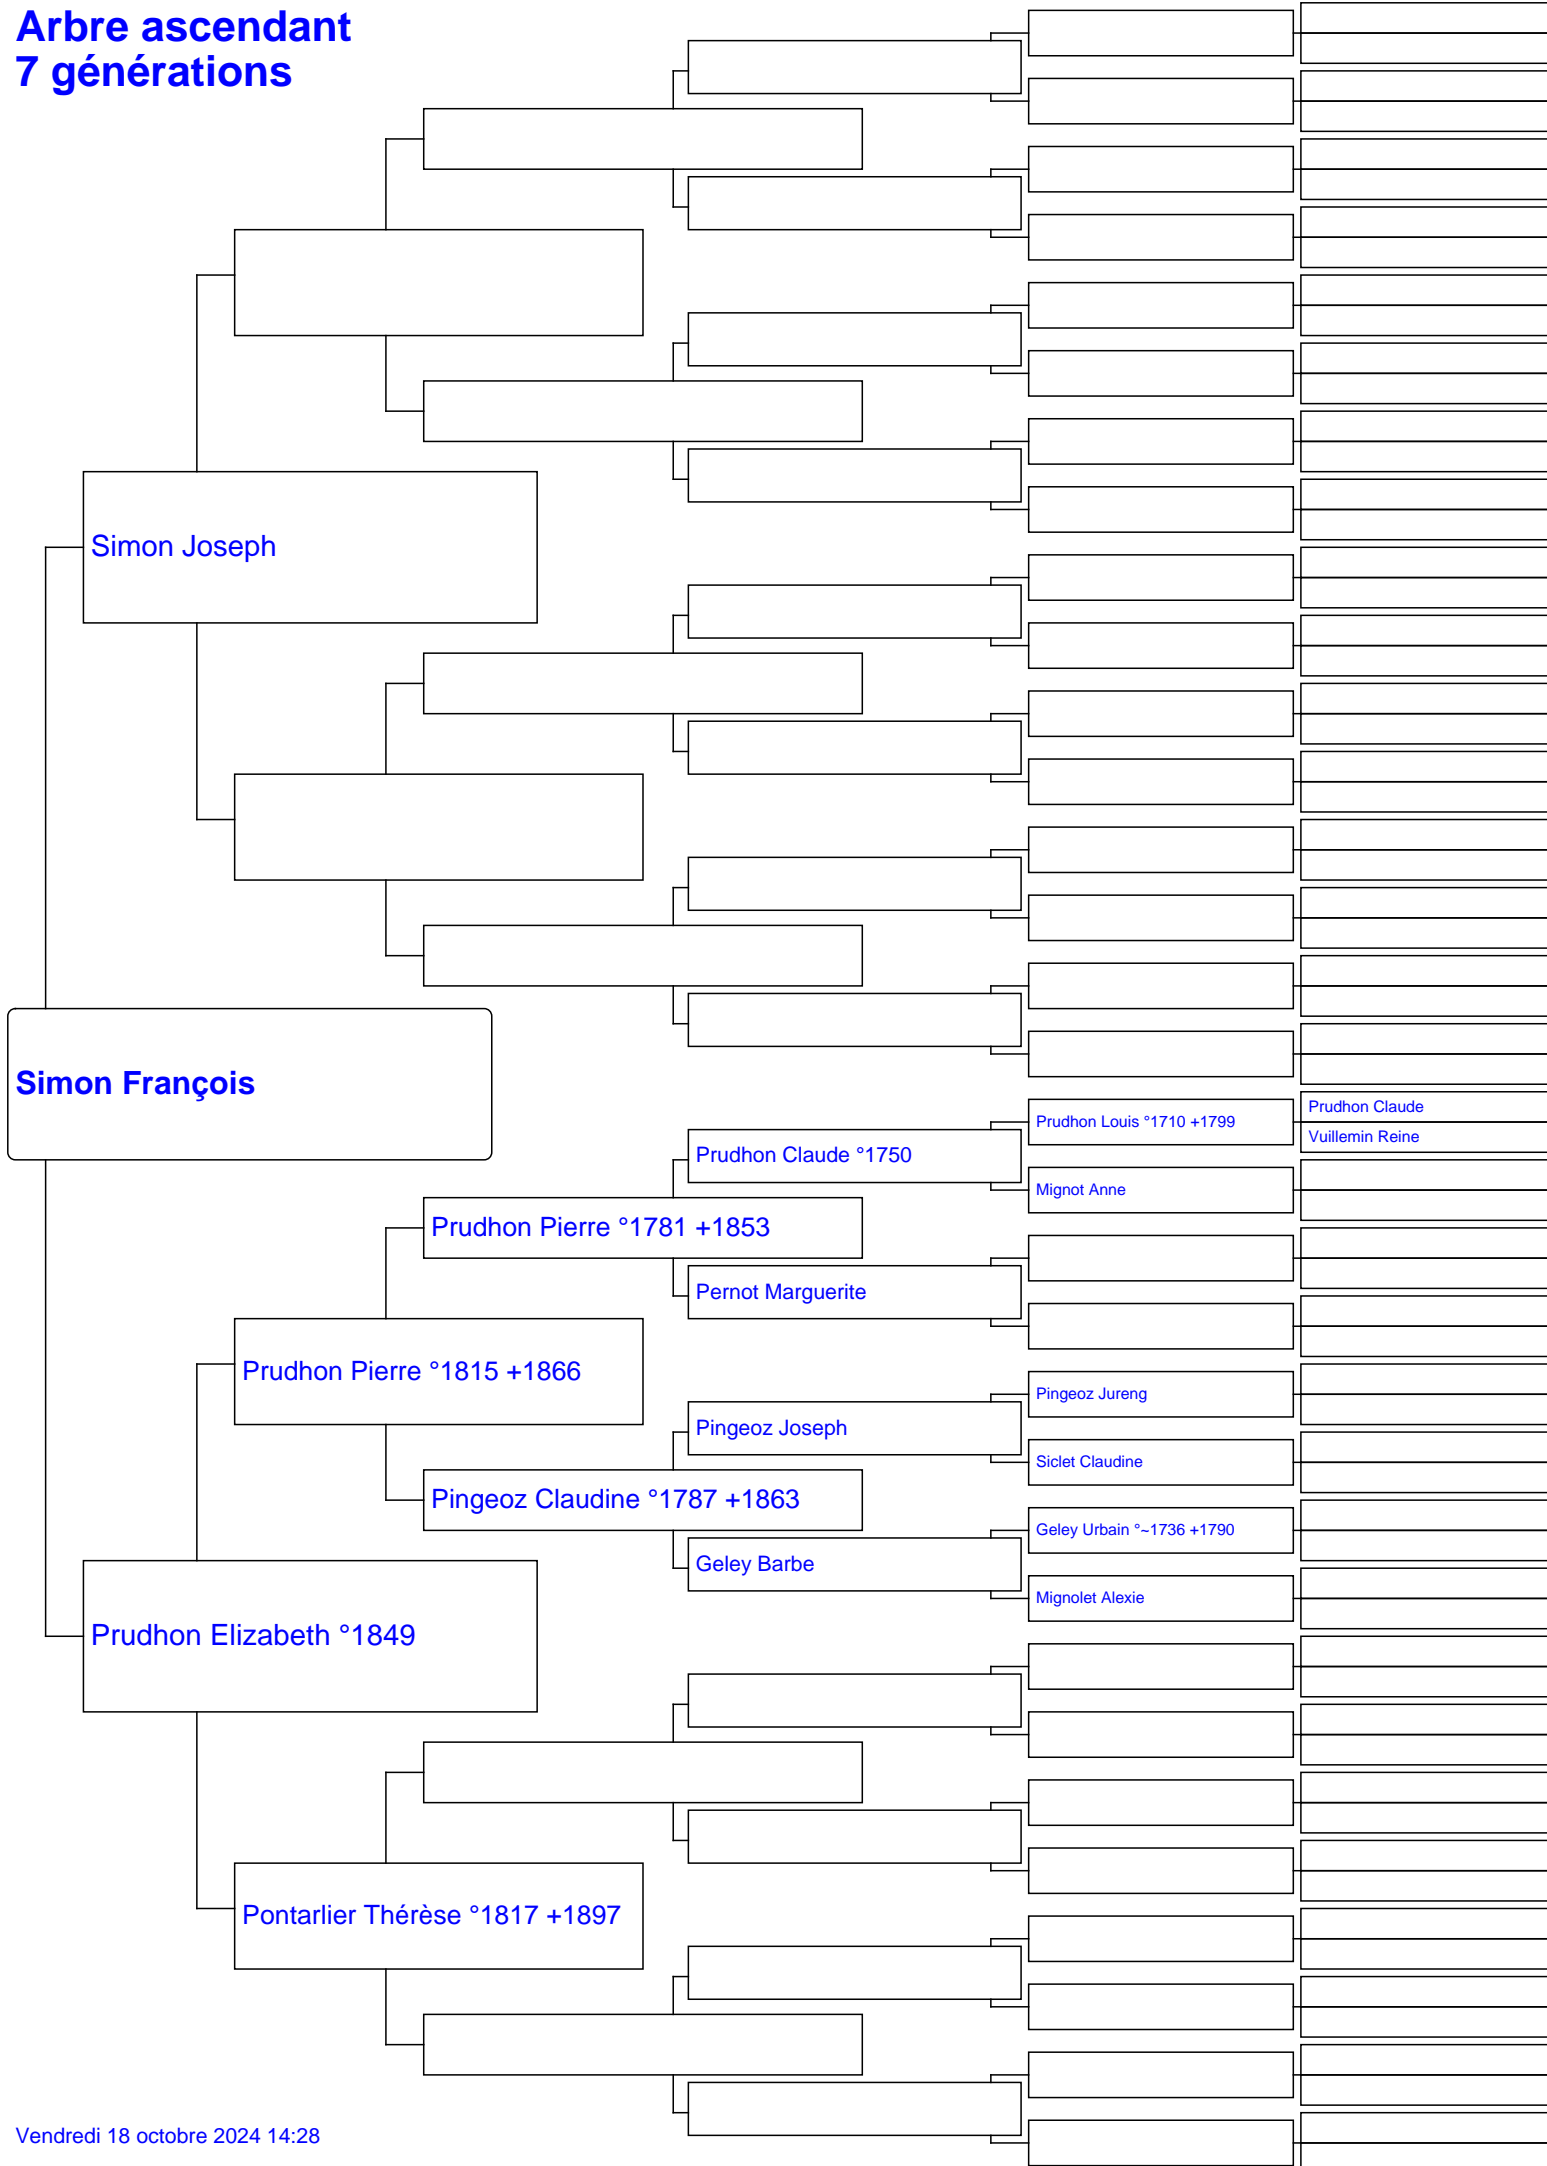 Arbre ascendant
7 générations
Simon Joseph
Simon François
Prudhon Louis °1710 +1799
Prudhon Claude
Vuillemin Reine
Prudhon Claude °1750
Mignot Anne
Prudhon Pierre °1781 +1853
Pernot Marguerite
Prudhon Pierre °1815 +1866
Pingeoz Jureng
Pingeoz Joseph
Siclet Claudine
Pingeoz Claudine °1787 +1863
Geley Urbain °~1736 +1790
Geley Barbe
Mignolet Alexie
Prudhon Elizabeth °1849
Pontarlier Thérèse °1817 +1897
Vendredi 18 octobre 2024 14:28